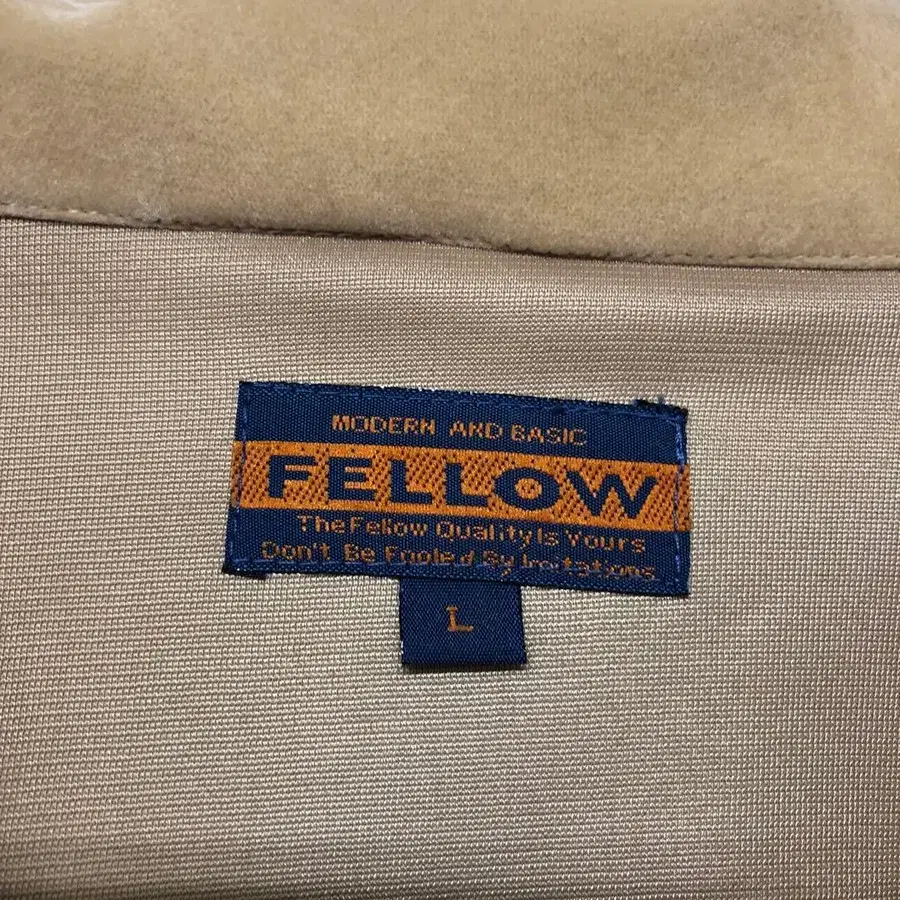 MODERN AND BASIC
FELLOW
The Fellow Quality Is Yours
Don't Be Fooled By Imitations
L